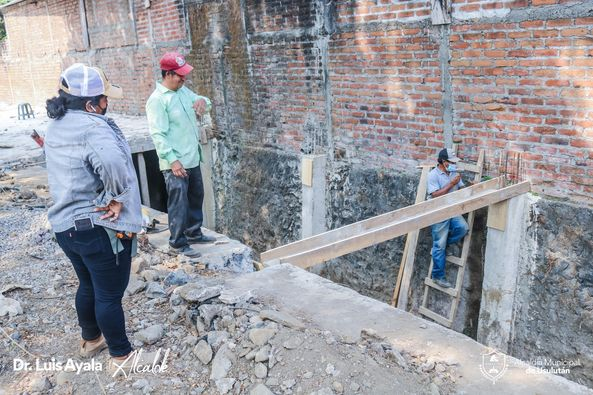 Dr. Luis Ayala Alcalde
Alcaldía Municipal
de Usulután